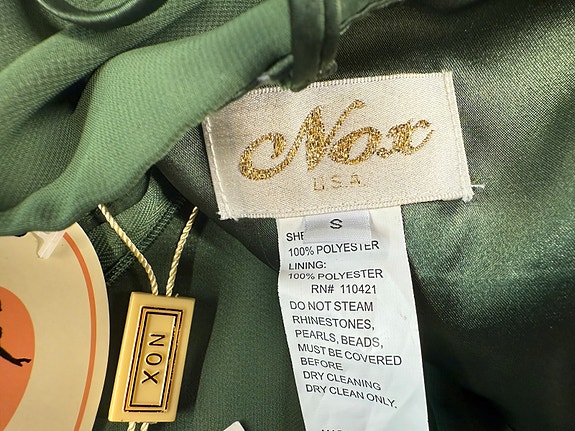 Nox
U.S.A.
S
100% POLYESTER
LINING:
100% POLYESTER
RN# 110421
DO NOT STEAM
RHINESTONES,
PEARLS, BEADS,
MUST BE COVERED
BEFORE
DRY CLEANING
DRY CLEAN ONLY.
NOX